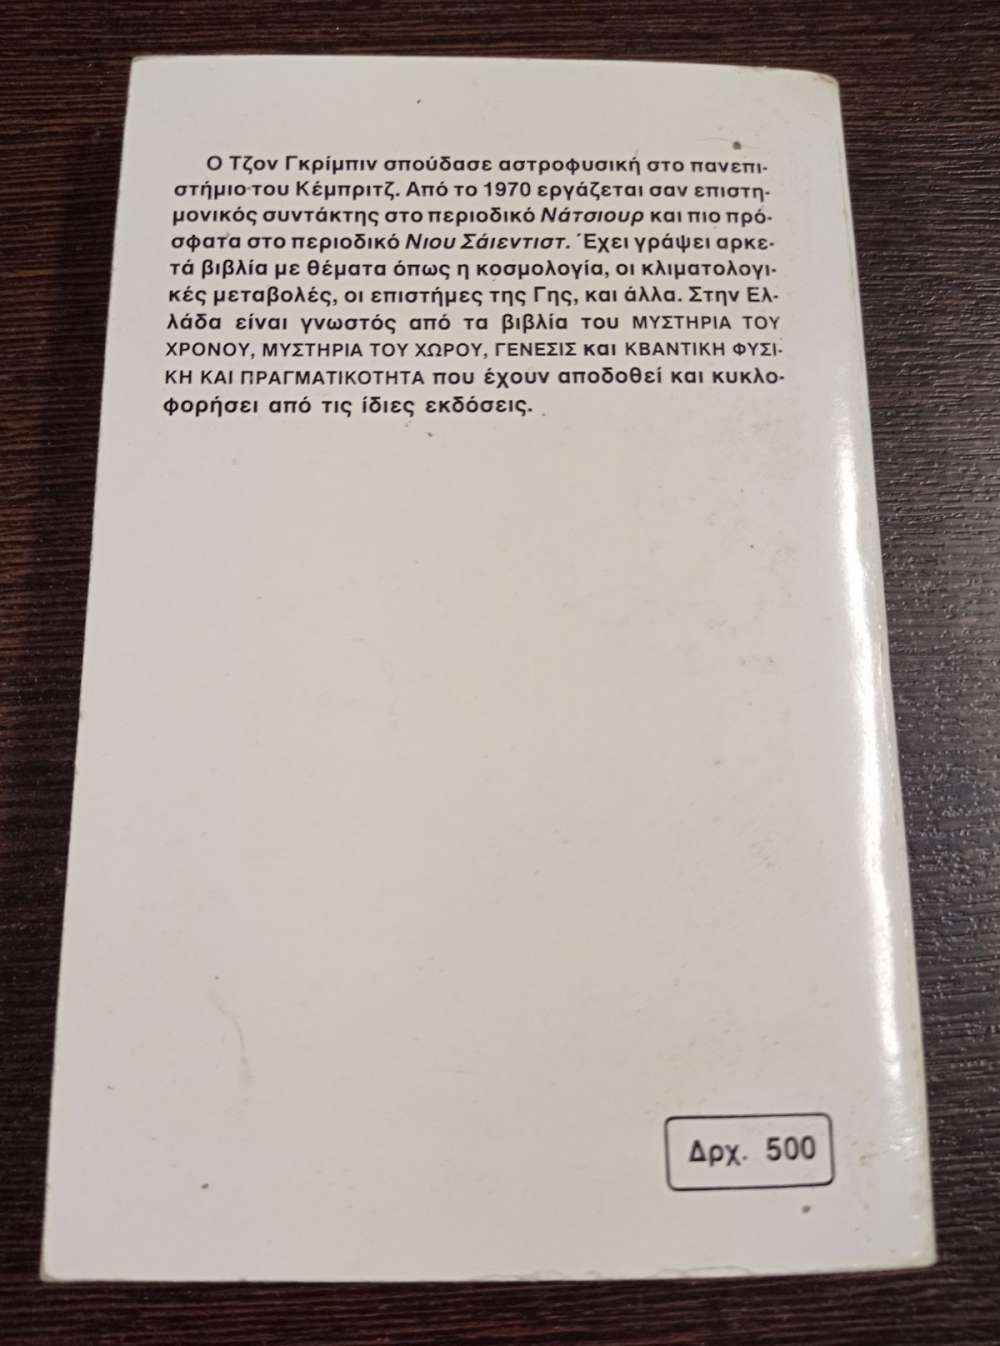 Ο Τζον Γκρίμπιν σπούδασε αστροφυσική στο πανεπι-
στήμιο του Κέμπριτζ. Από το 1970 εργάζεται σαν επιστη-
μονικός συντάκτης στο περιοδικό Νάτσιουρ και πιο πρό-
σφατα στο περιοδικό Νιου Σάιεντιστ. Έχει γράψει αρκε-
τά βιβλία με θέματα όπως η κοσμολογία, οι κλιματολογι-
κές μεταβολές, οι επιστήμες της Γης, και άλλα. Στην Ελ-
λάδα είναι γνωστός από τα βιβλία του ΜΥΣΤΗΡΙΑ ΤΟΥ
ΧΡΟΝΟΥ, ΜΥΣΤΗΡΙΑ ΤΟΥ ΧΩΡΟΥ, ΓΕΝΕΣΙΣ και ΚΒΑΝΤΙΚΗ ΦΥΣΙ-
ΚΗ ΚΑΙ ΠΡΑΓΜΑΤΙΚΟΤΗΤΑ που έχουν αποδοθεί και κυκλο-
φορήσει από τις ίδιες εκδόσεις.
Δρχ. 500